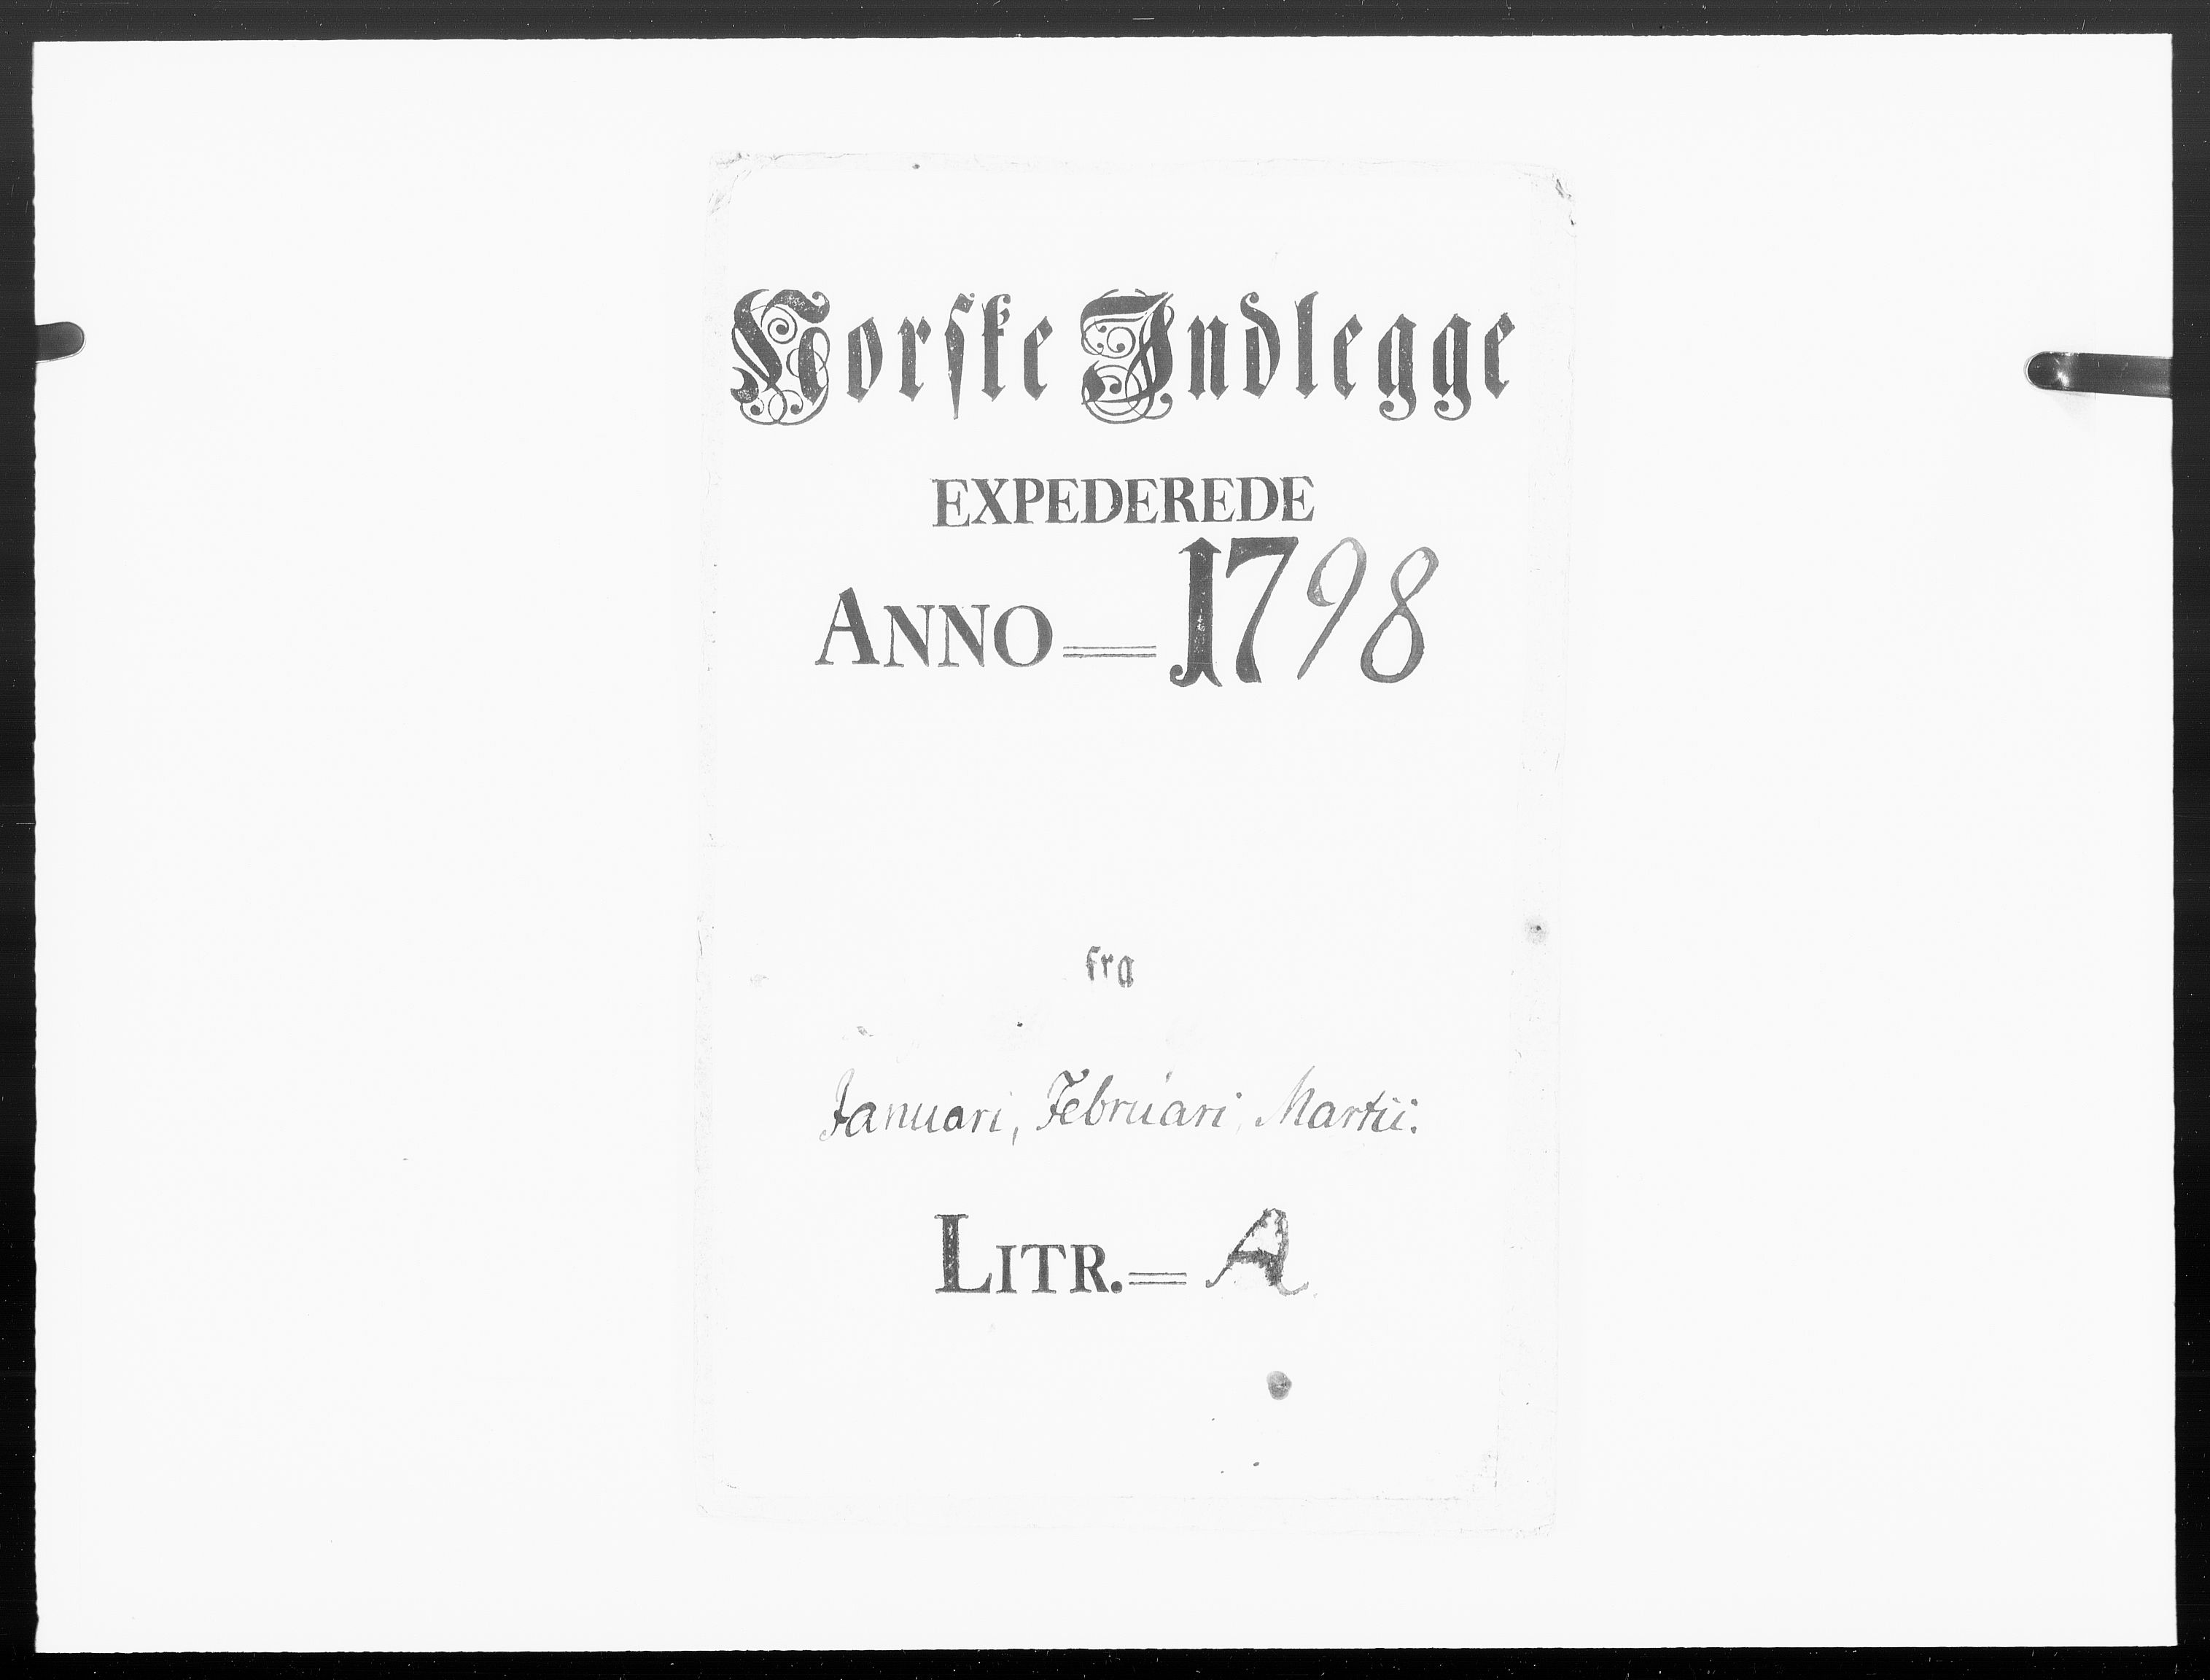 Norske Indlegge
EXPEDEREDE
ANNO = 1798
fra
Januari, Februari, Martii.
LITR. = A